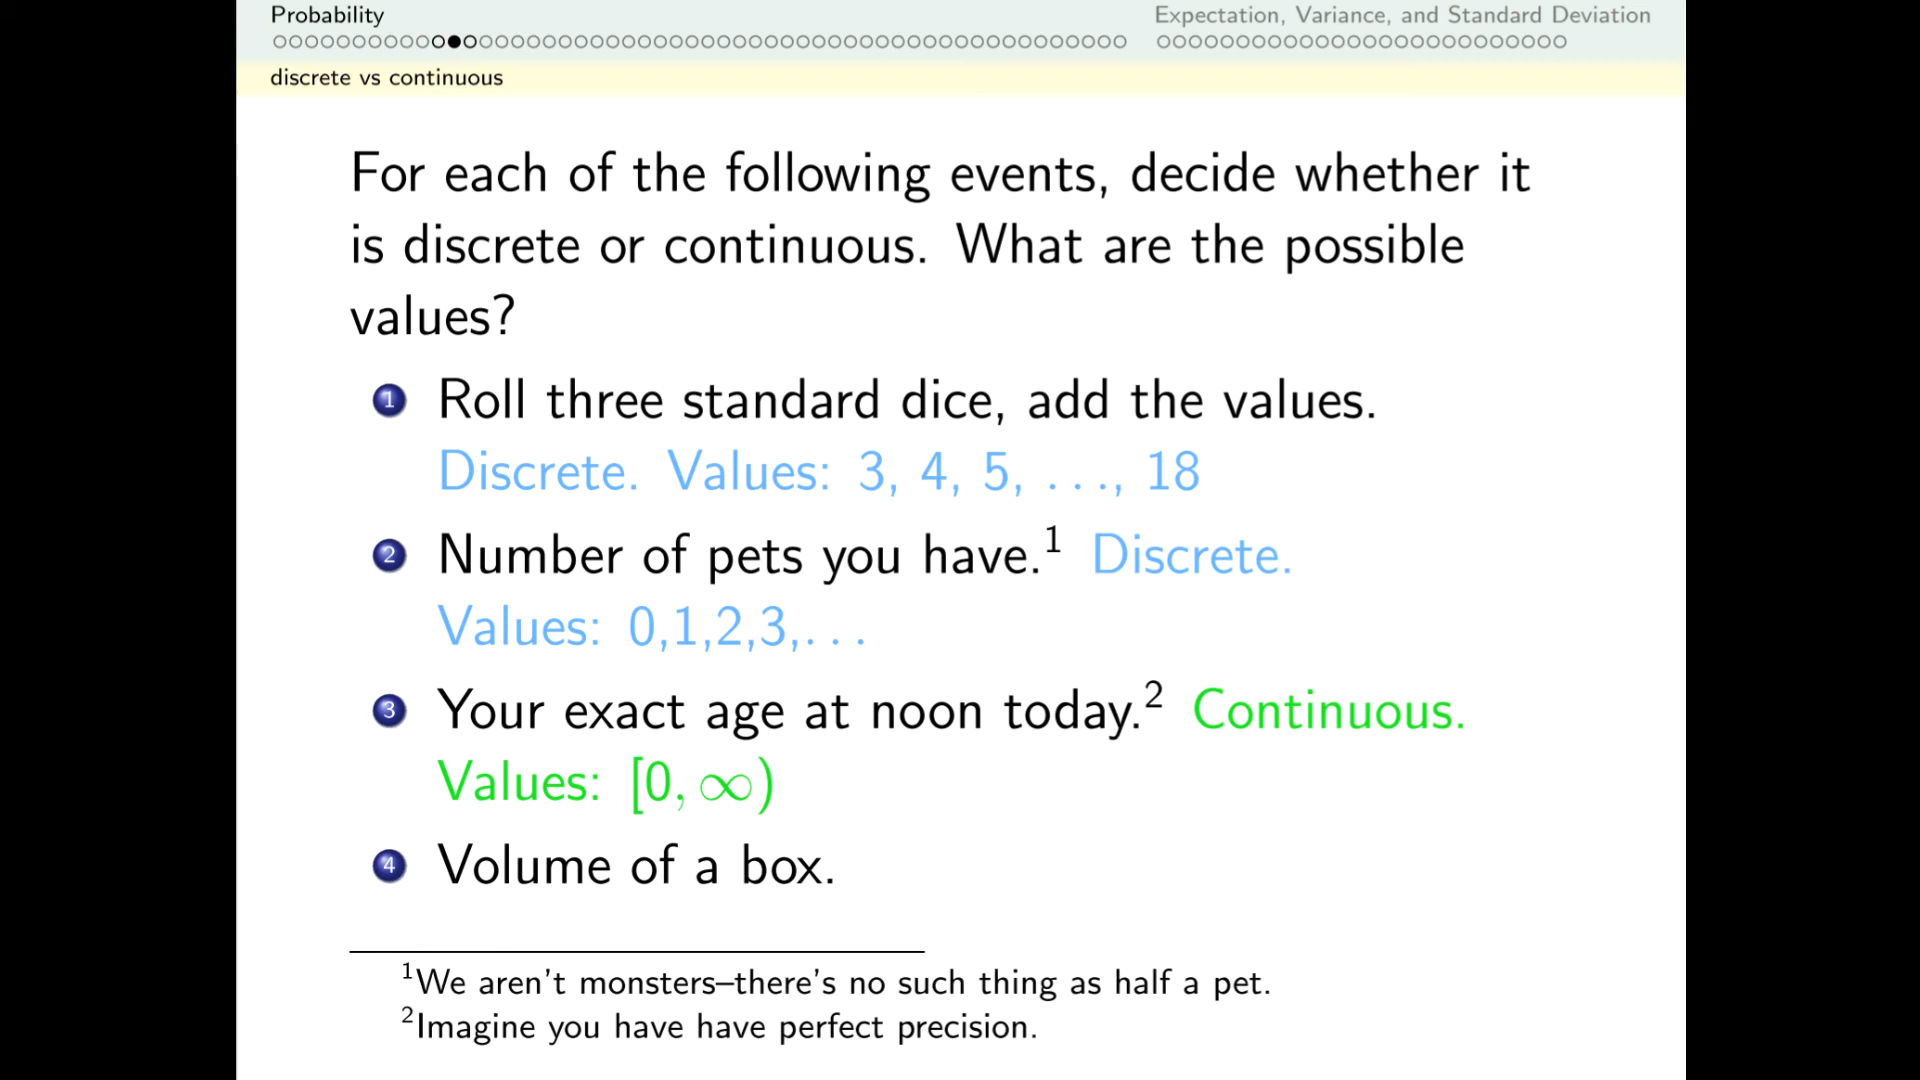 Probability
Expectation, Variance, and Standard Deviation
discrete vs continuous
For each of the following events, decide whether it
is discrete or continuous. What are the possible
values?
1 Roll three standard dice, add the values.
Discrete. Values: 3, 4, 5, . . ., 18
2 Number of pets you have.¹ Discrete.
Values: 0,1,2,3,. . .
3 Your exact age at noon today.² Continuous.
Values: [0, ∞)
4 Volume of a box.
¹We aren't monsters–there's no such thing as half a pet.
²Imagine you have have perfect precision.